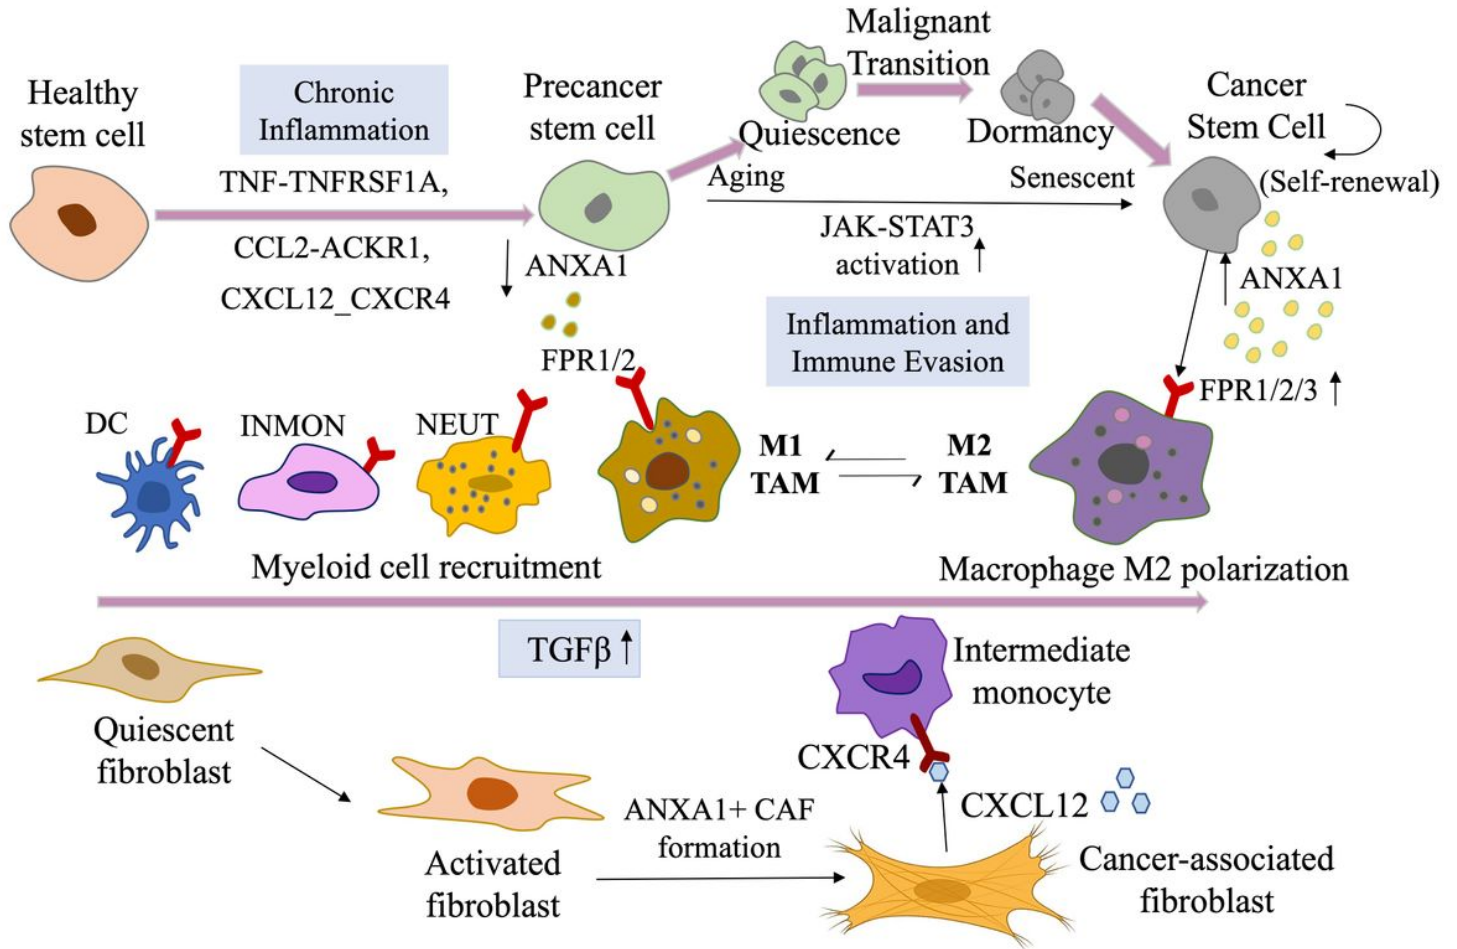 Healthy
stem cell
Chronic
Inflammation
TNF-TNFRSF1A,
CCL2-ACKR1,
CXCL12_CXCR4
Precancer
stem cell
ANXA1
FPR1/2
Malignant
Transition
Quiescence
Dormancy
Aging
Senescent
JAK-STAT3
activation
Cancer
Stem Cell
(Self-renewal)
ANXA1
FPR1/2/3
Inflammation and
Immune Evasion
DC
INMON
NEUT
M1
TAM
M2
TAM
Myeloid cell recruitment
Macrophage M2 polarization
TGFβ
Quiescent
fibroblast
Activated
fibroblast
ANXA1+ CAF
formation
Intermediate
monocyte
CXCR4
CXCL12
Cancer-associated
fibroblast